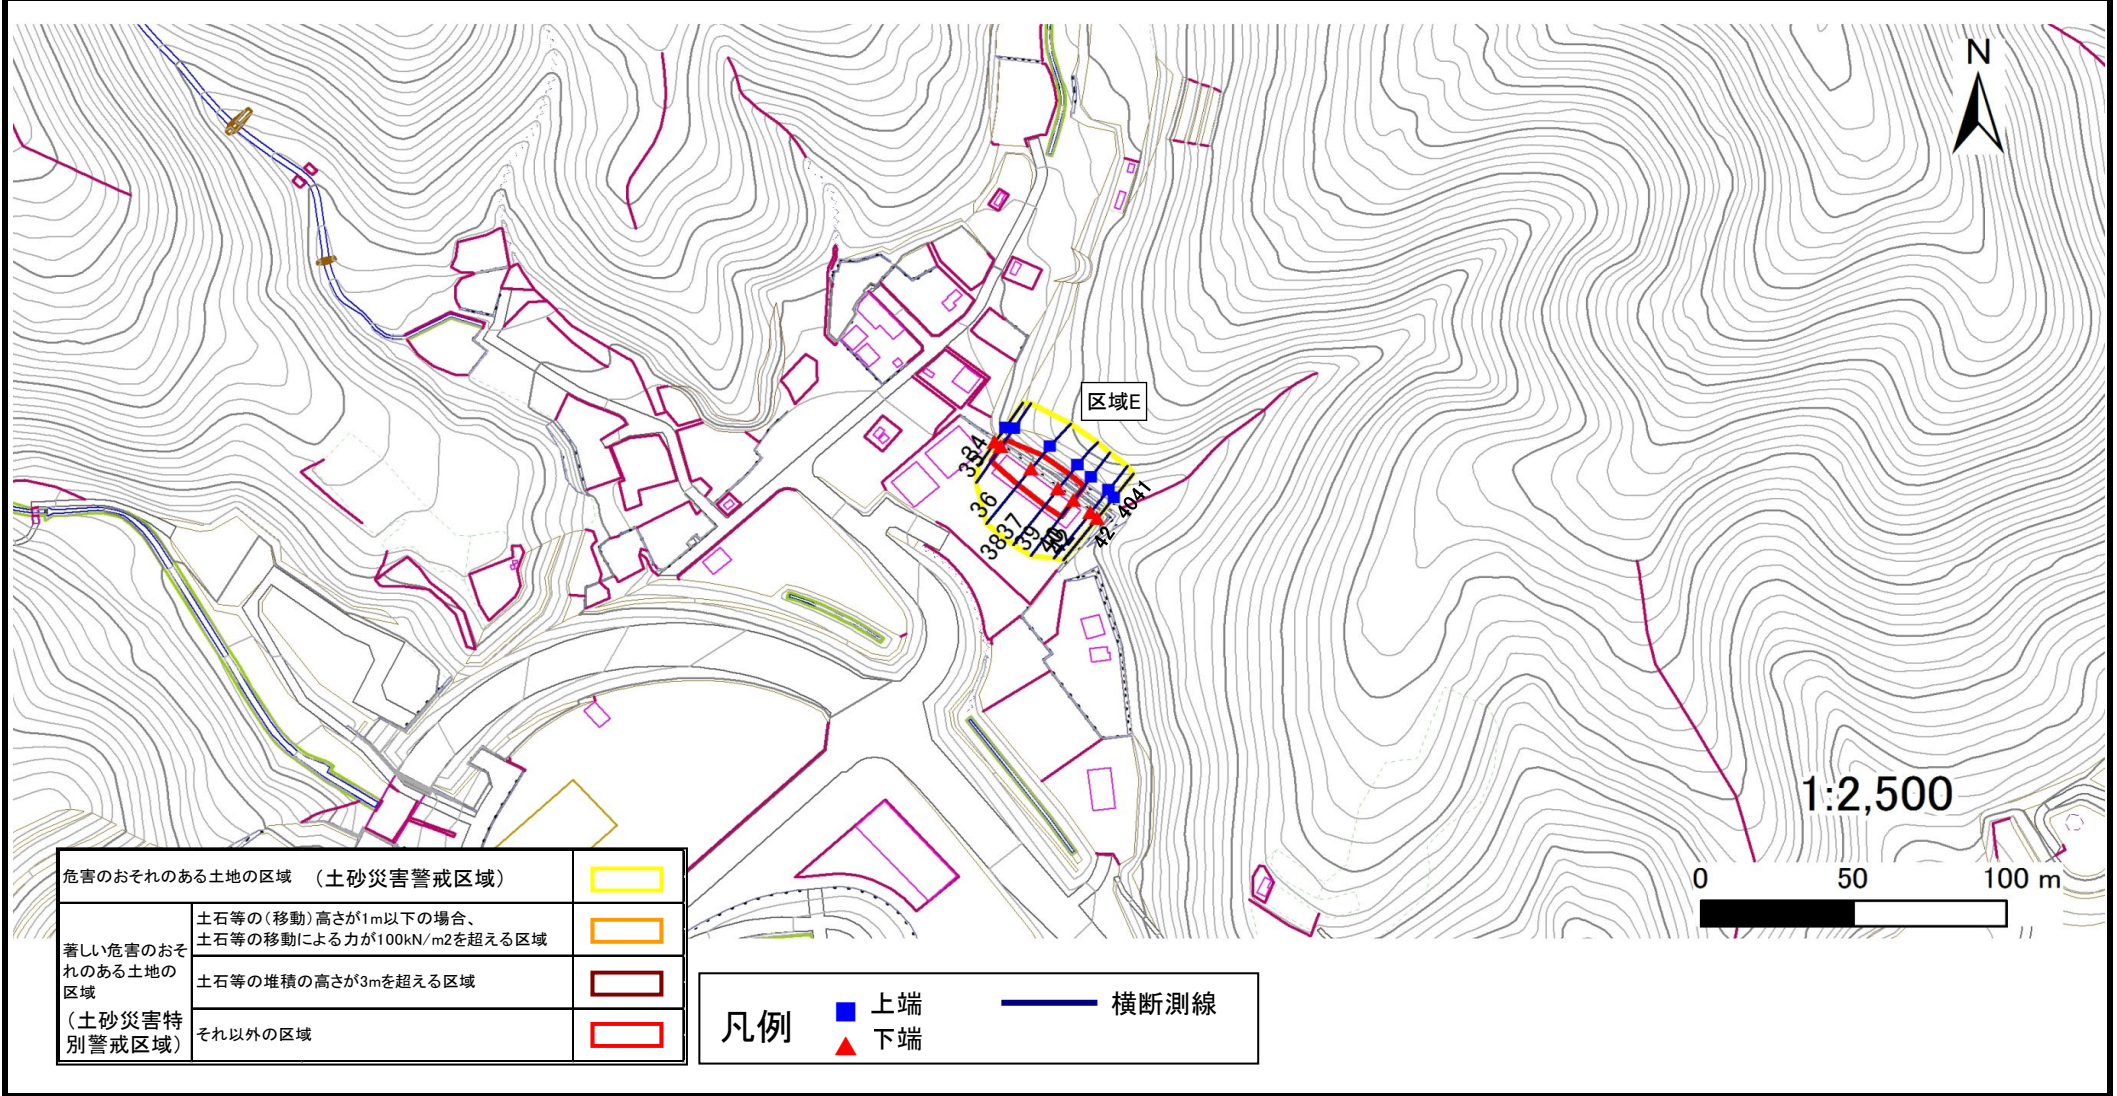 N
区域E
34
35
36
37
38
39
42
4041
1:2,500
0 50 100 m
危害のおそれのある土地の区域 (土砂災害警戒区域)
著しい危害のおそ
れのある土地の
区域
(土砂災害特
別警戒区域)
土石等の(移動)高さが1m以下の場合、
土石等の移動による力が100kN/m2を超える区域
土石等の堆積の高さが3mを超える区域
それ以外の区域
凡例
上端
下端
横断測線